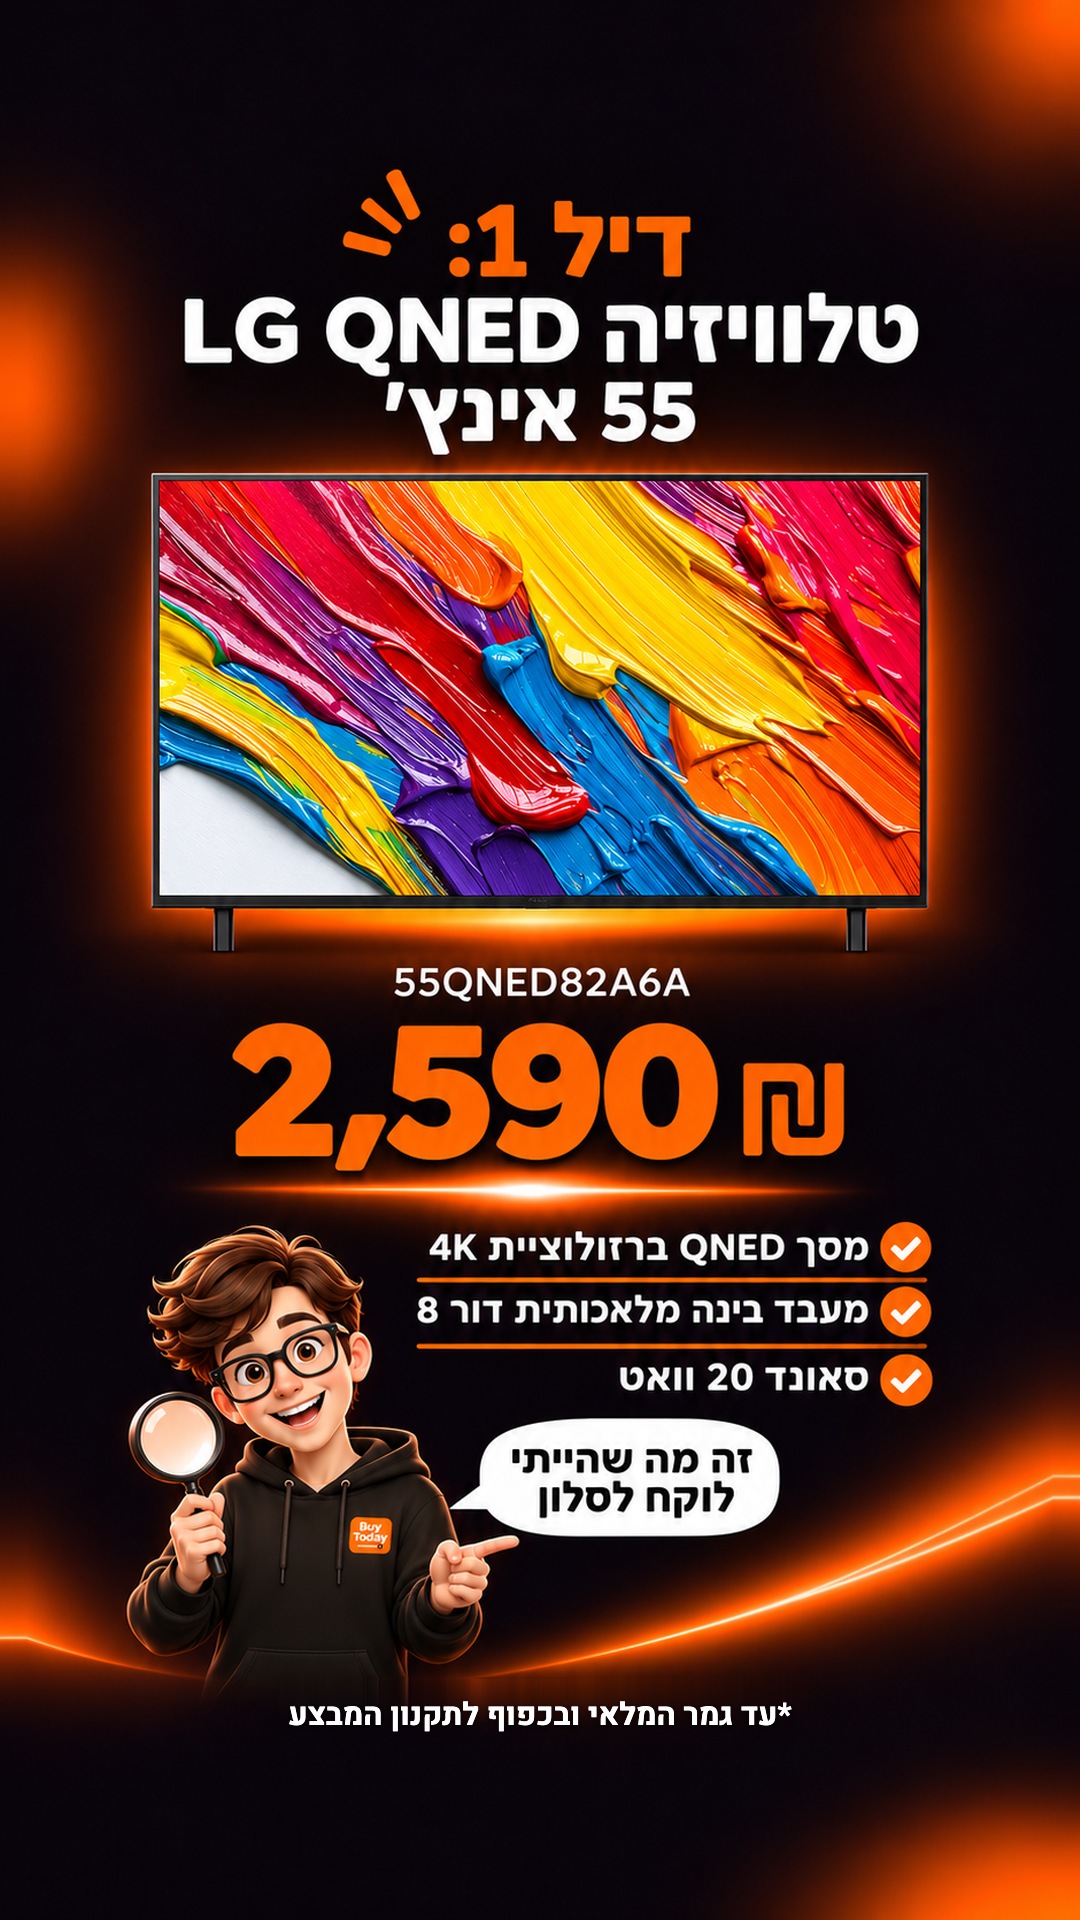 דיל 1:
טלוויזיה LG QNED
55 אינץ'
55QNED82A6A
2,590 ₪
מסך QNED ברזולוציית 4K
מעבד בינה מלאכותית דור 8
סאונד 20 וואט
זה מה שהייתי
לוקח לסלון
Buy
Today
*עד גמר המלאי ובכפוף לתקנון המבצע